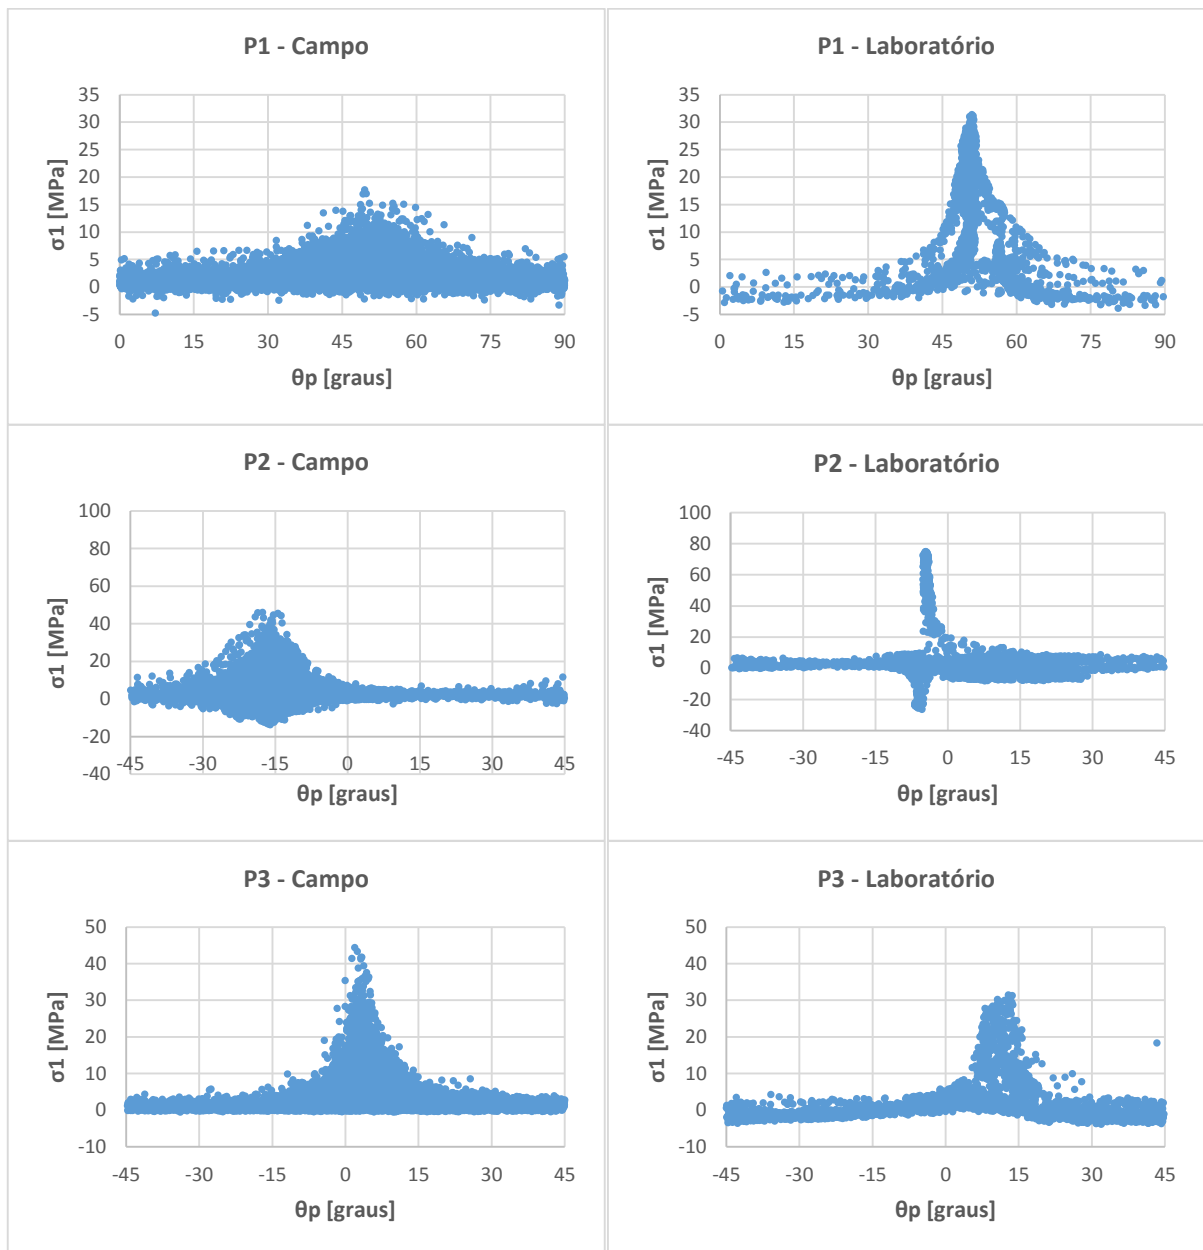 P1 - Campo
35
30
25
20
15
10
5
0
-5
σ1 [MPa]
0 15 30 45 60 75 90
θp [graus]
P1 - Laboratório
35
30
25
20
15
10
5
0
-5
σ1 [MPa]
0 15 30 45 60 75 90
θp [graus]
P2 - Campo
100
80
60
40
20
0
-20
-40
σ1 [MPa]
-45 -30 -15 0 15 30 45
θp [graus]
P2 - Laboratório
100
80
60
40
20
0
-20
-40
σ1 [MPa]
-45 -30 -15 0 15 30 45
θp [graus]
P3 - Campo
50
40
30
20
10
0
-10
σ1 [MPa]
-45 -30 -15 0 15 30 45
θp [graus]
P3 - Laboratório
50
40
30
20
10
0
-10
σ1 [MPa]
-45 -30 -15 0 15 30 45
θp [graus]